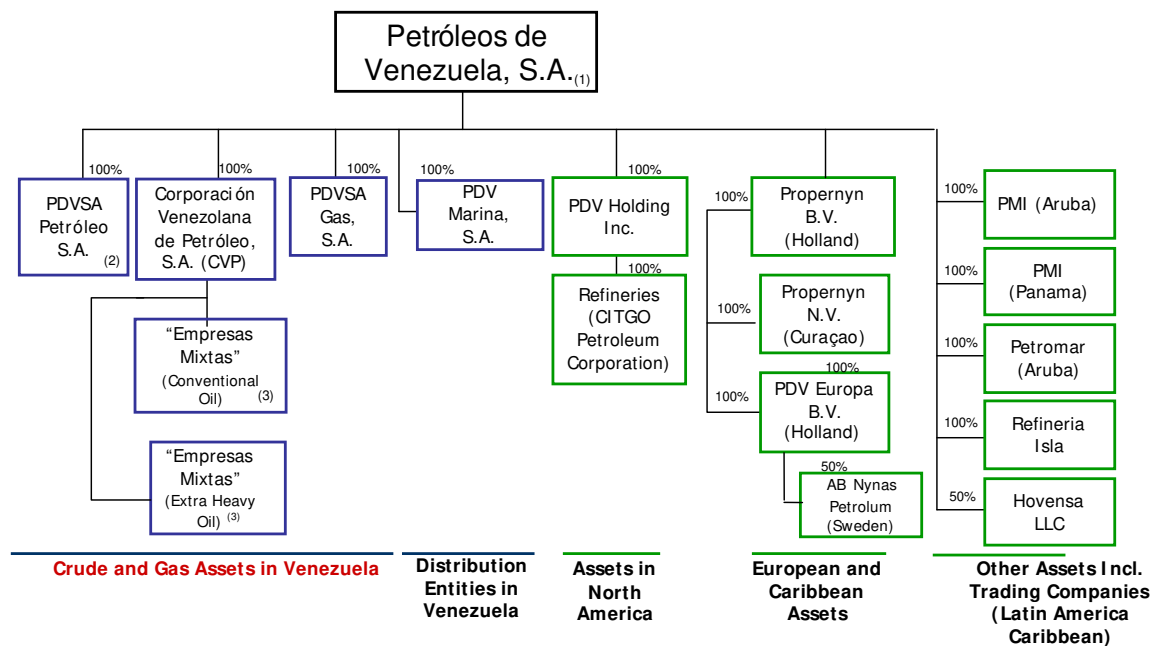 Petróleos de
Venezuela, S.A.(1)
100%
PDVSA
Petróleo
S.A.
(2)
100%
Corporación
Venezolana
de Petróleo,
S.A. (CVP)
100%
PDVSA
Gas,
S.A.
100%
PDV
Marina,
S.A.
100%
PDV Holding
Inc.
100%
Refineries
(CITGO
Petroleum
Corporation)
"Empresas
Mixtas"
(Conventional
Oil) (3)
"Empresas
Mixtas"
(Extra Heavy
Oil) (3)
100%
Propernyn
B.V.
(Holland)
100%
Propernyn
N.V.
(Curaçao)
100%
100%
PDV Europa
B.V.
(Holland)
50%
AB Nynas
Petrolum
(Sweden)
100%
PMI (Aruba)
100%
PMI
(Panama)
100%
Petromar
(Aruba)
100%
Refineria
Isla
50%
Hovensa
LLC
Crude and Gas Assets in Venezuela
Distribution
Entities in
Venezuela
Assets in
North
America
European and
Caribbean
Assets
Other Assets Incl.
Trading Companies
(Latin America
Caribbean)